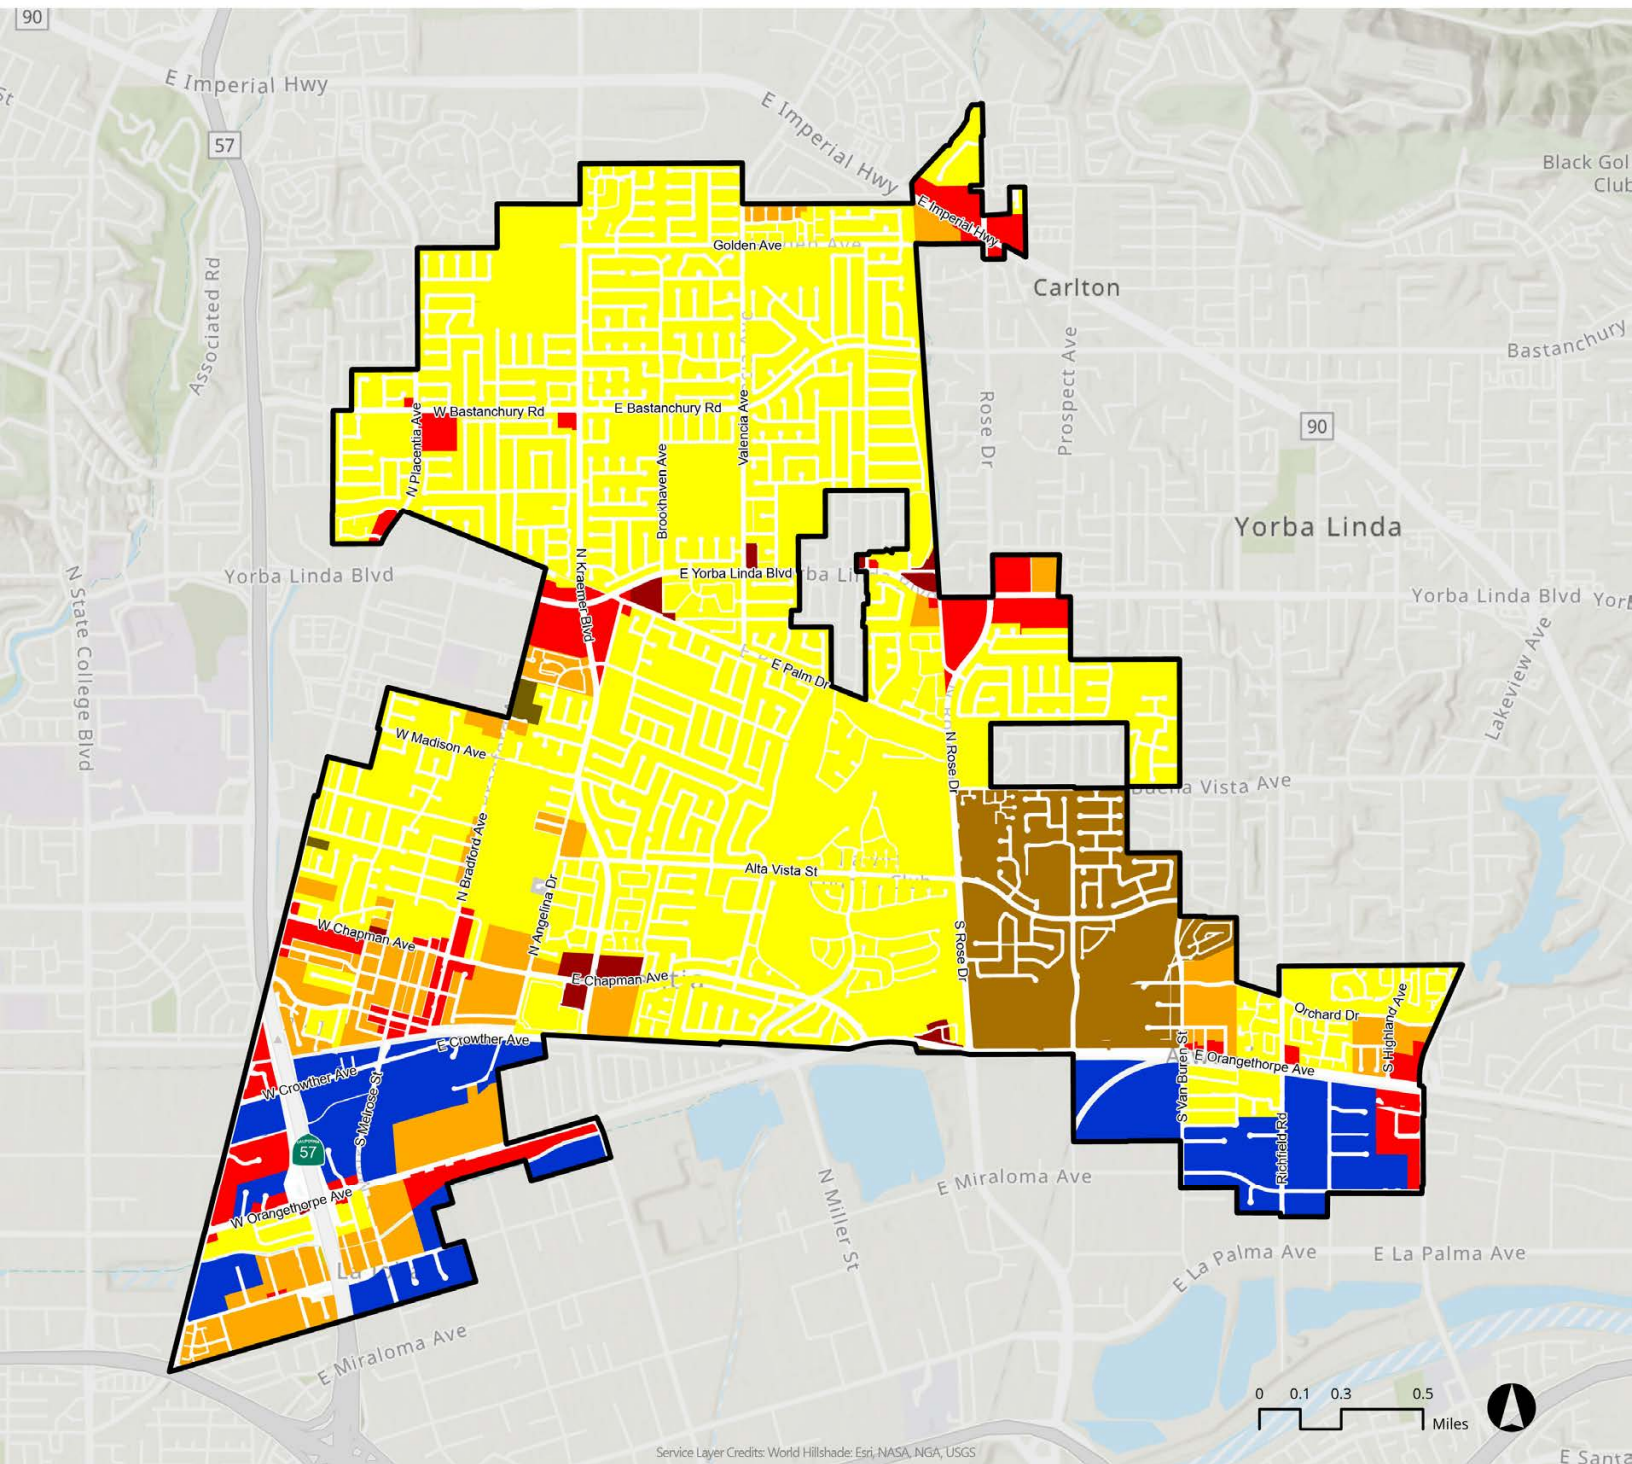 90
E Imperial Hwy
57
E Imperial Hwy
Black Gol
Club
E Imperial Hwy
Golden Ave
Carlton
Associated Rd
Prospect Ave
Bastanchury
Rose Dr
W Bastanchury Rd
E Bastanchury Rd
N Placentia Ave
Valencia Ave
90
Brookhaven Ave
Yorba Linda
Yorba Linda Blvd
N State College Blvd
N Kraemer Blvd
E Yorba Linda Blvd
Yorba Linda Blvd
Lakeview Ave
E Palm Dr
W Madison Ave
N Rose Dr
Buena Vista Ave
N Bradford Ave
Alta Vista St
N Angelina Dr
W Chapman Ave
S Rose Dr
E Chapman Ave
Orchard Dr
S Highland Ave
E Crowther Ave
E Orangethorpe Ave
S Van Buren St
W Crowther Ave
S Melrose St
Richfield Rd
CALIFORNIA
57
W Orangethorpe Ave
N Miller St
E Miraloma Ave
E La Palma Ave
E La Palma Ave
E Miraloma Ave
0 0.1 0.3 0.5
Miles
Service Layer Credits: World Hillshade: Esri, NASA, NGA, USGS
E Santa